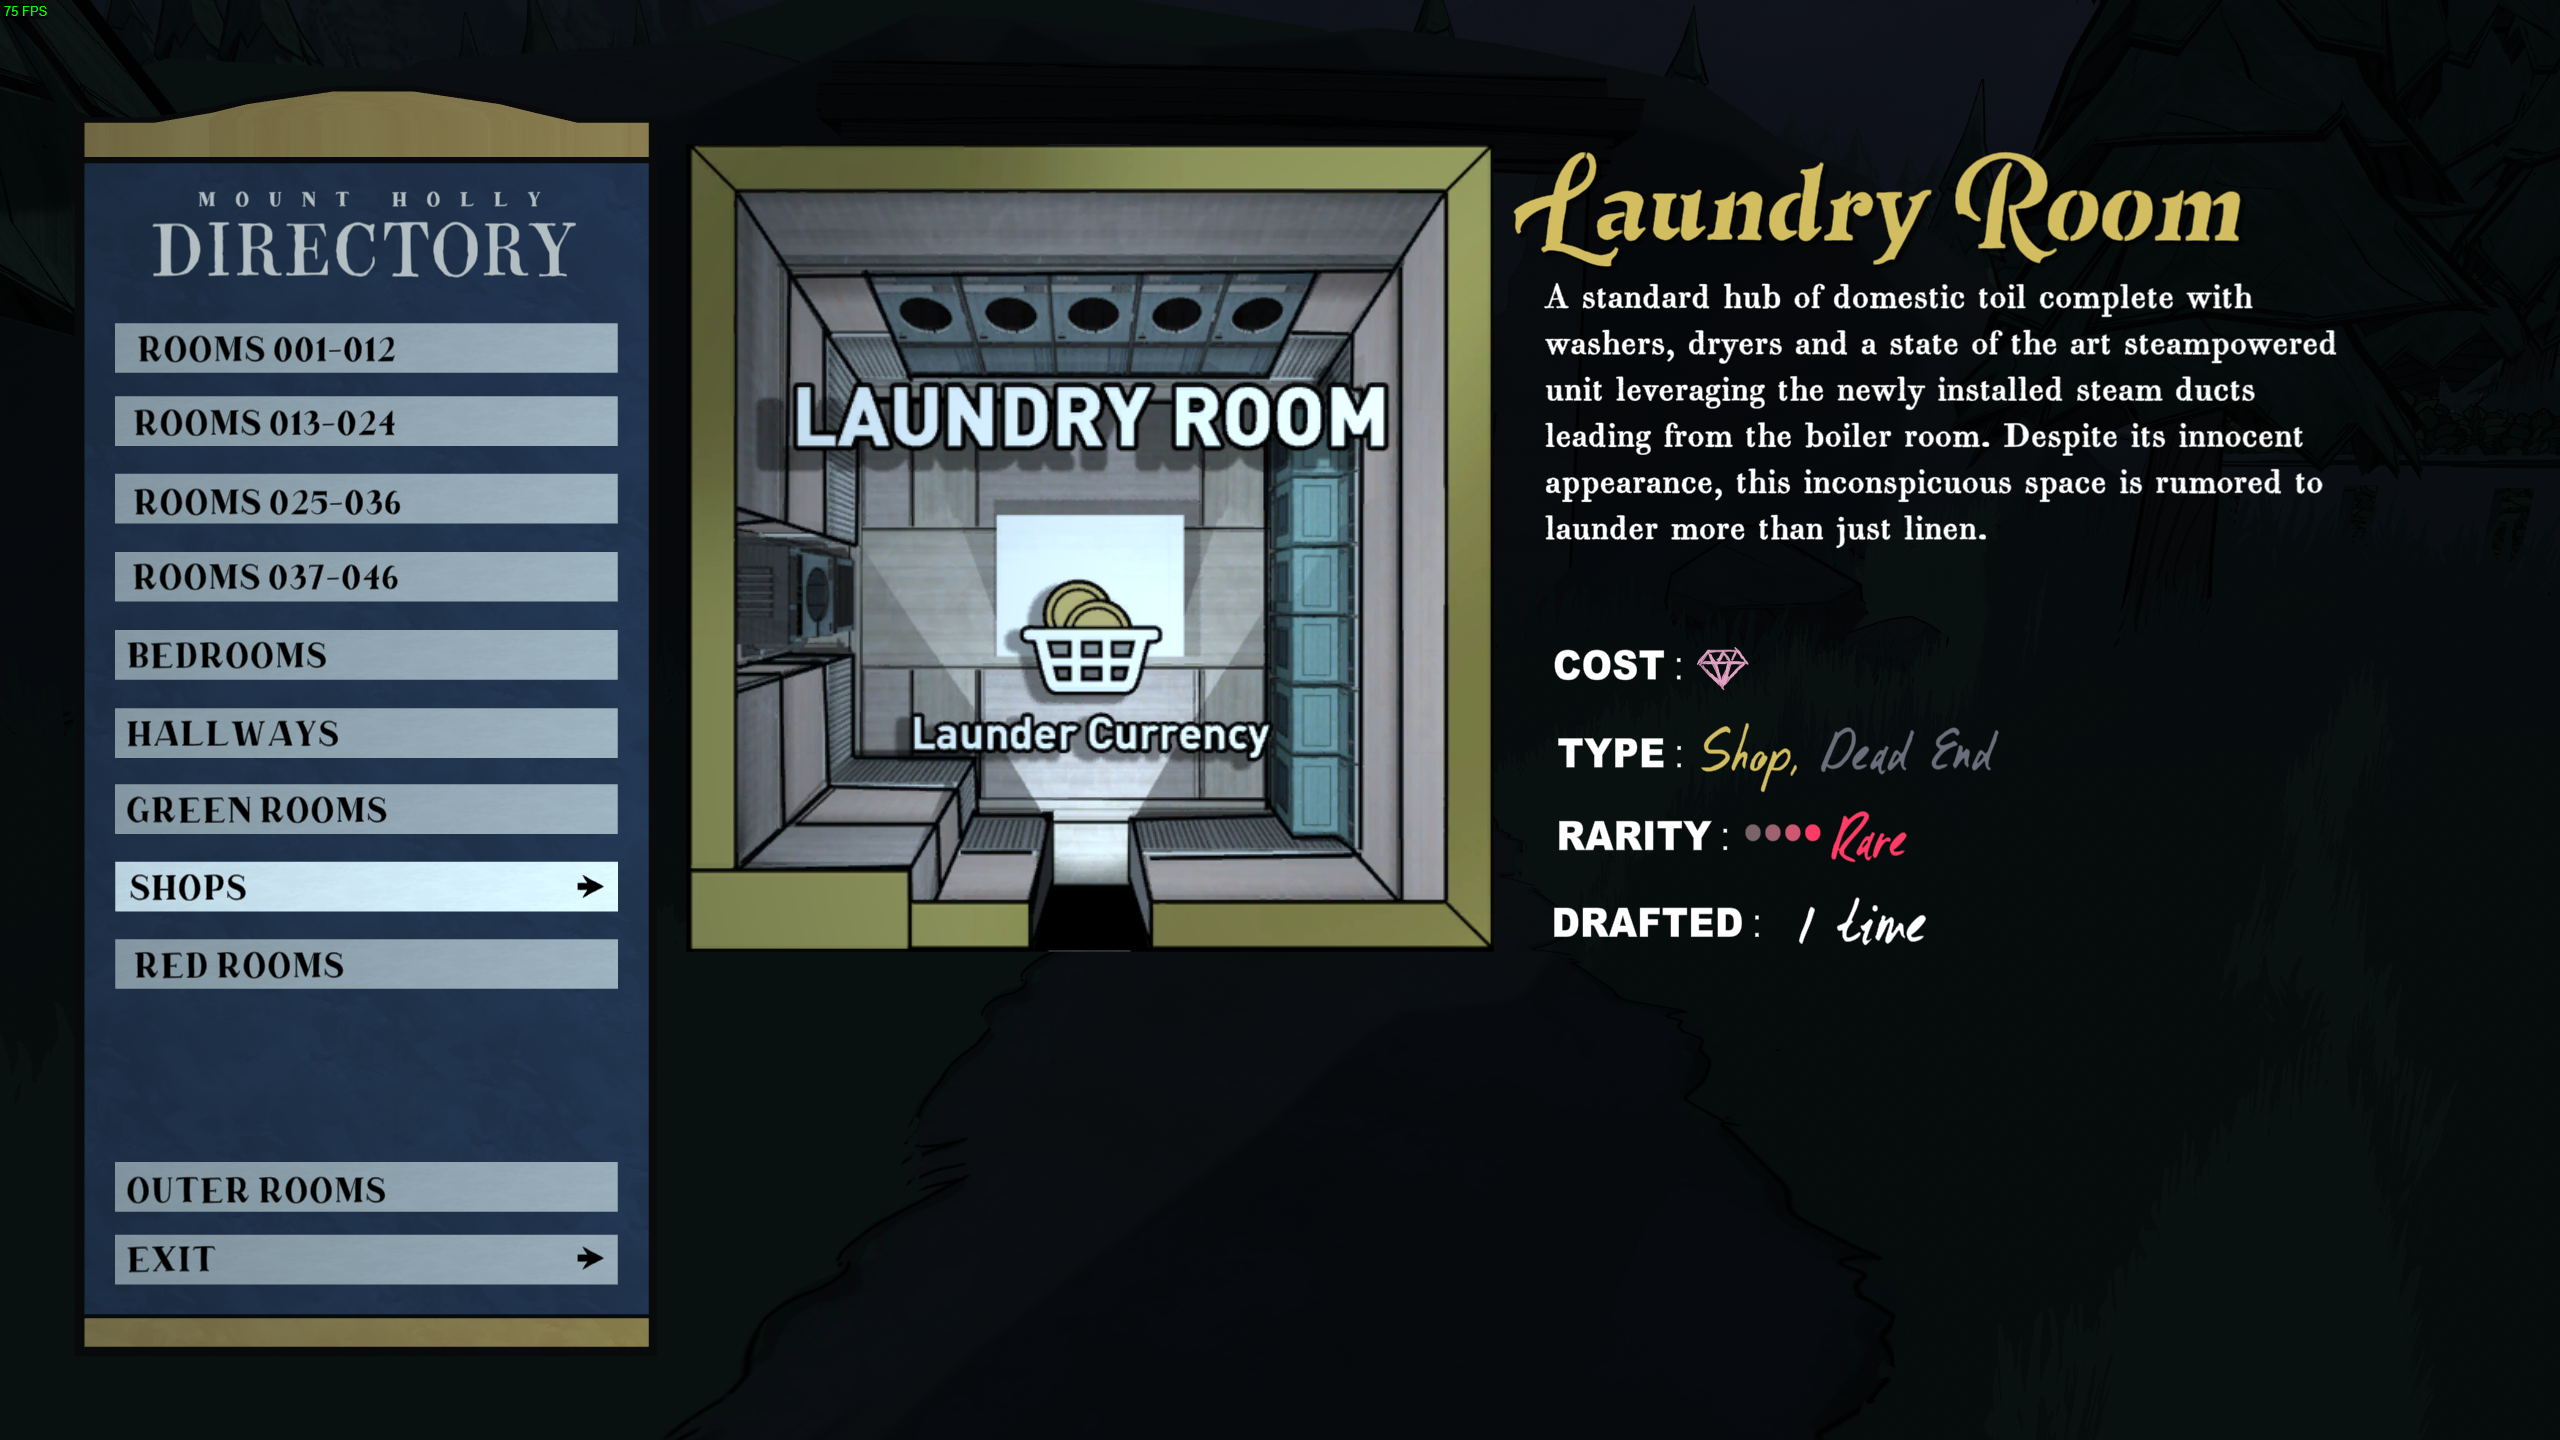 75 FPS
MOUNT HOLLY
DIRECTORY
ROOMS 001-012
ROOMS 013-024
ROOMS 025-036
ROOMS 037-046
BEDROOMS
HALLWAYS
GREEN ROOMS
SHOPS
RED ROOMS
OUTER ROOMS
EXIT
LAUNDRY ROOM
Launder Currency
Laundry Room
A standard hub of domestic toil complete with
washers, dryers and a state of the art steampowered
unit leveraging the newly installed steam ducts
leading from the boiler room. Despite its innocent
appearance, this inconspicuous space is rumored to
launder more than just linen.
COST :
TYPE : Shop, Dead End
RARITY : Rare
DRAFTED : 1 time